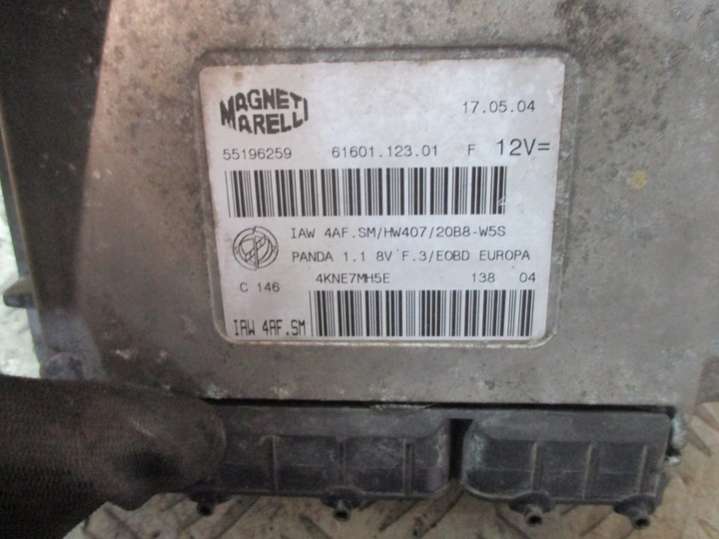 MAGNETI
MARELLI
17.05.04
55196259 61601.123.01 F 12V=
IAW 4AF.SM/HW407/20B8-W5S
PANDA 1.1 8V F.3/EOBD EUROPA
C 146 4KNE7MH5E 138 04
IAW 4AF.SM